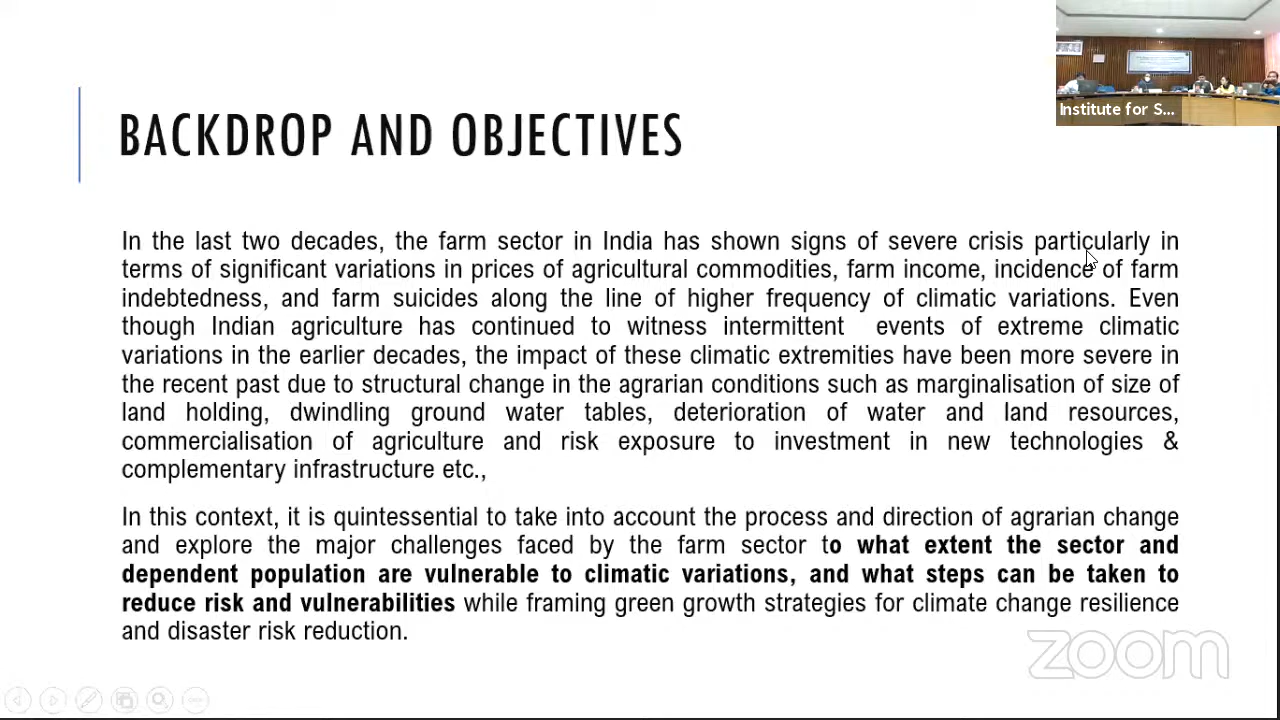 Institute for S...
BACKDROP AND OBJECTIVES
In the last two decades, the farm sector in India has shown signs of severe crisis particularly in
terms of significant variations in prices of agricultural commodities, farm income, incidence of farm
indebtedness, and farm suicides along the line of higher frequency of climatic variations. Even
though Indian agriculture has continued to witness intermittent events of extreme climatic
variations in the earlier decades, the impact of these climatic extremities have been more severe in
the recent past due to structural change in the agrarian conditions such as marginalisation of size of
land holding, dwindling ground water tables, deterioration of water and land resources,
commercialisation of agriculture and risk exposure to investment in new technologies &
complementary infrastructure etc.,
In this context, it is quintessential to take into account the process and direction of agrarian change
and explore the major challenges faced by the farm sector to what extent the sector and
dependent population are vulnerable to climatic variations, and what steps can be taken to
reduce risk and vulnerabilities while framing green growth strategies for climate change resilience
and disaster risk reduction.
zoom